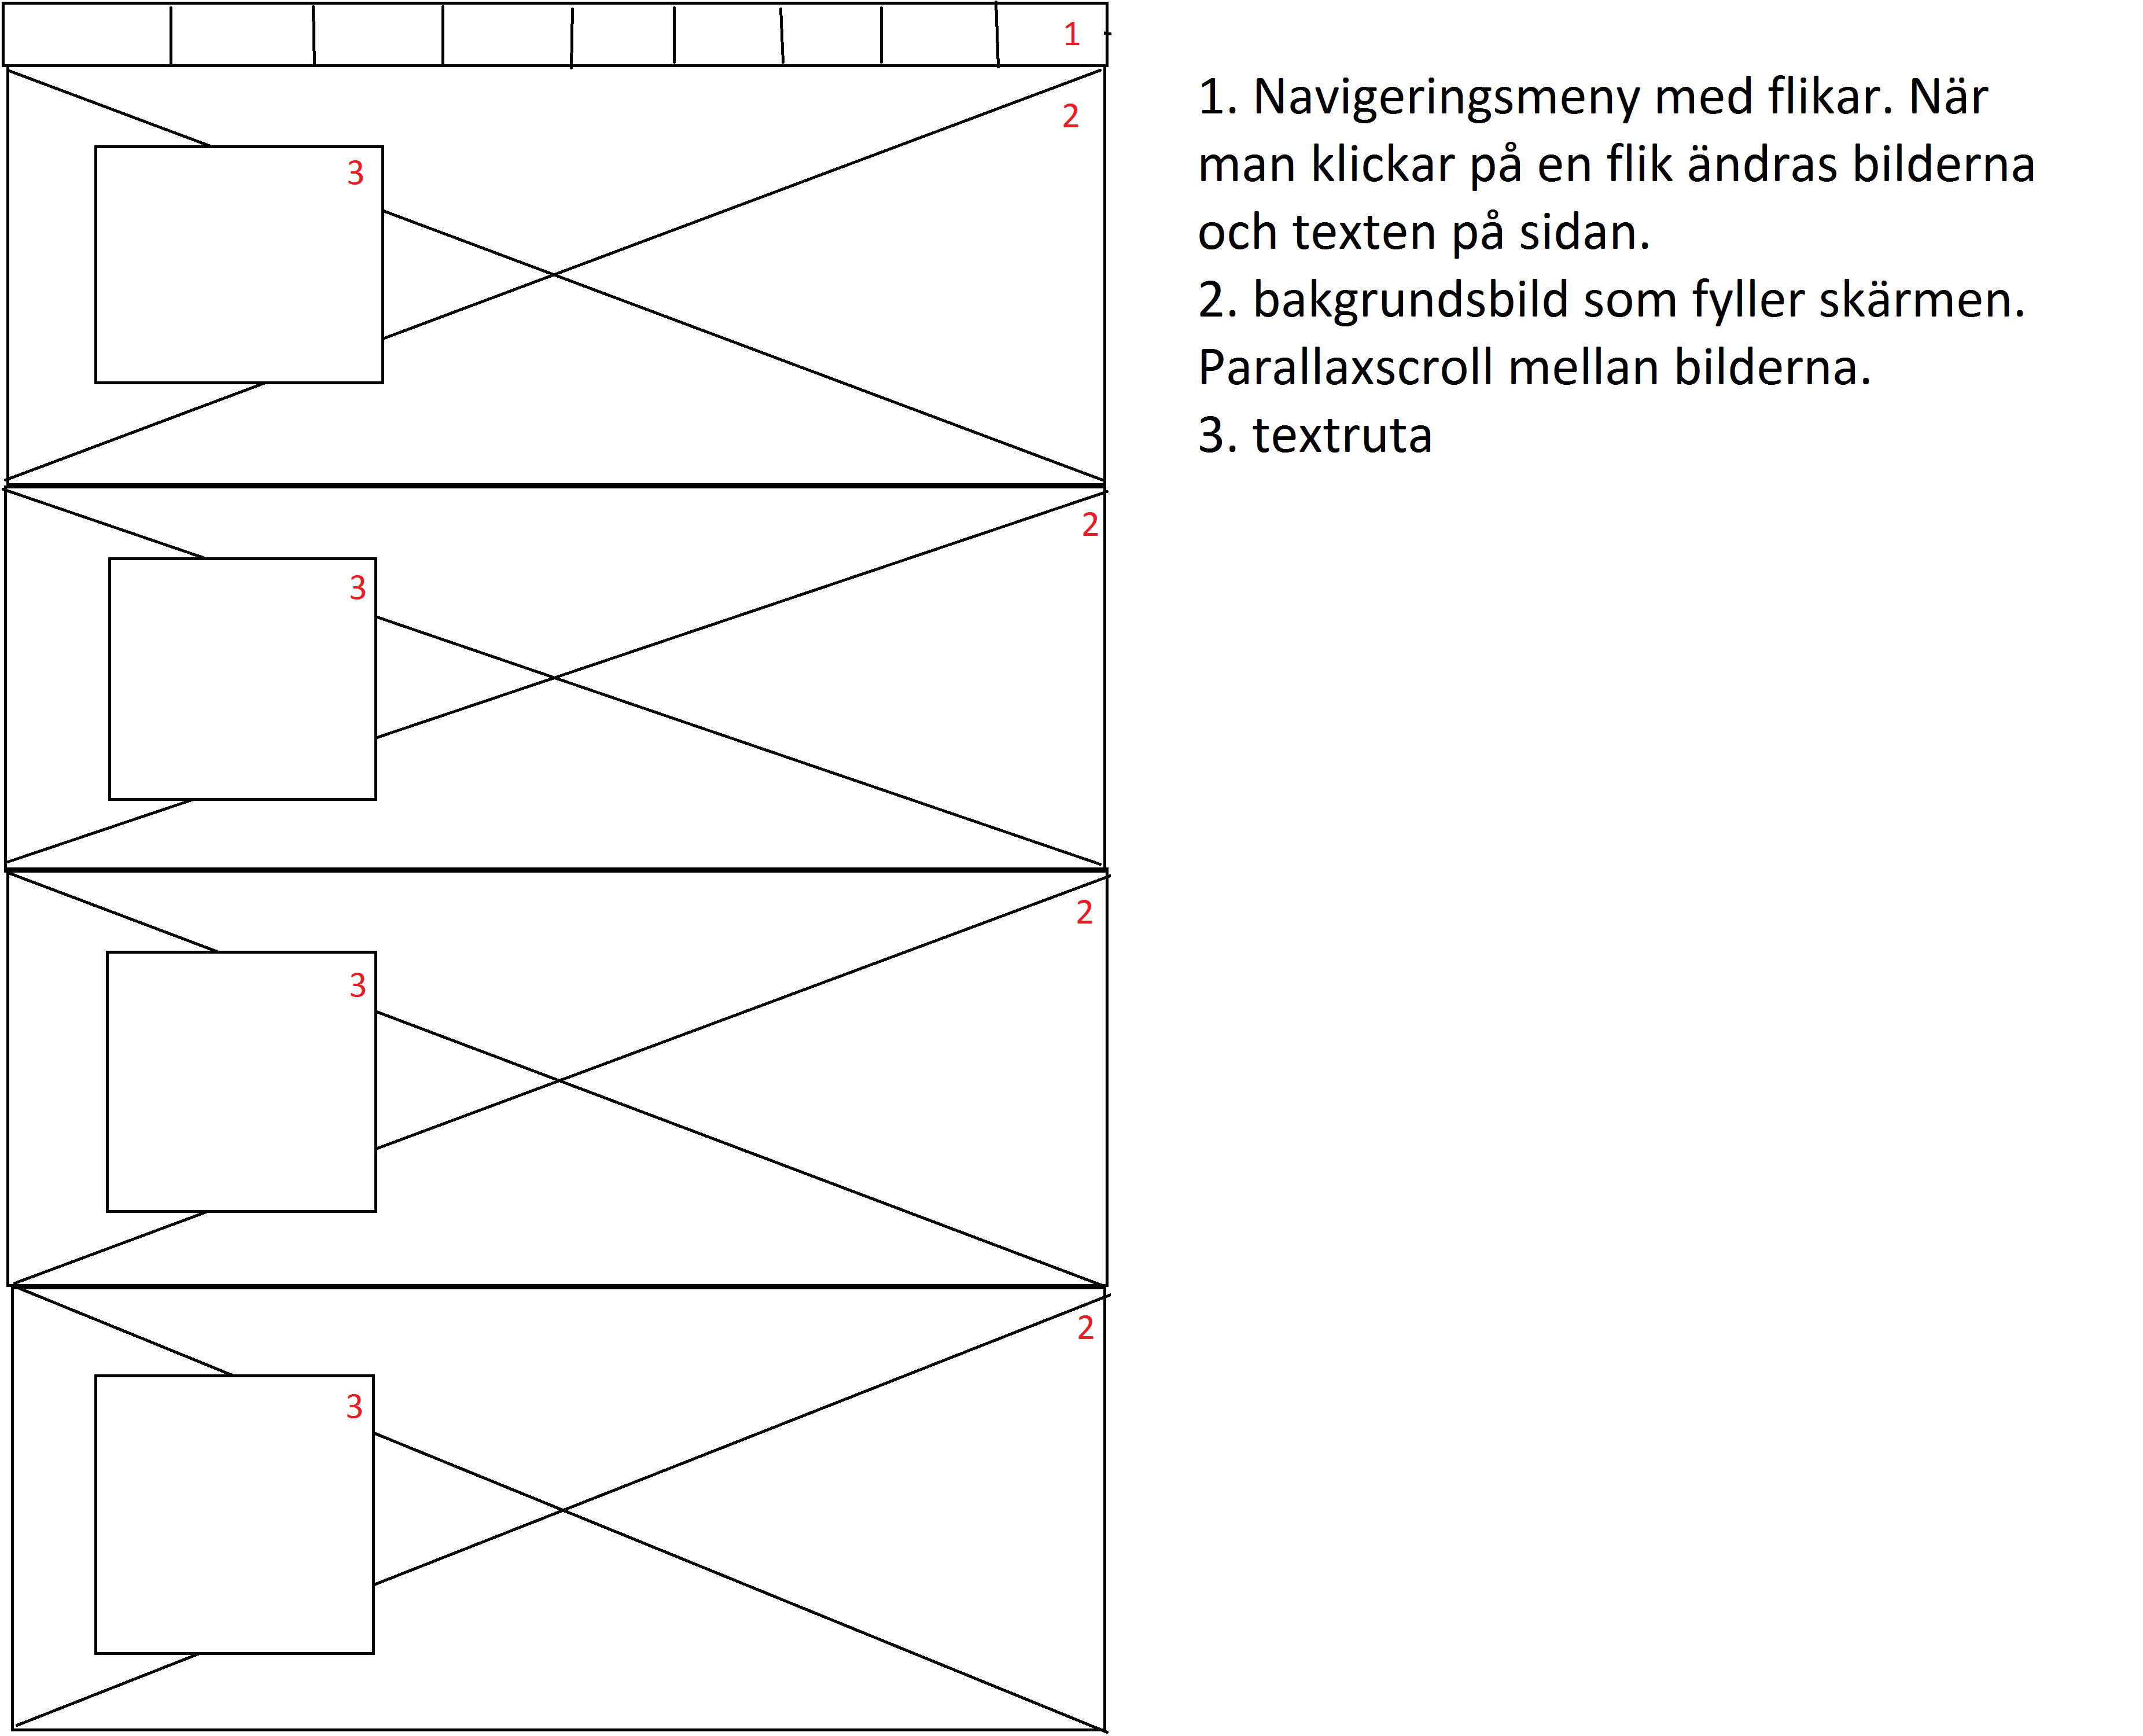 1
1. Navigeringsmeny med flikar. När
man klickar på en flik ändras bilderna
och texten på sidan.
2. bakgrundsbild som fyller skärmen.
Parallaxscroll mellan bilderna.
3. textruta
2
3
2
3
2
3
2
3